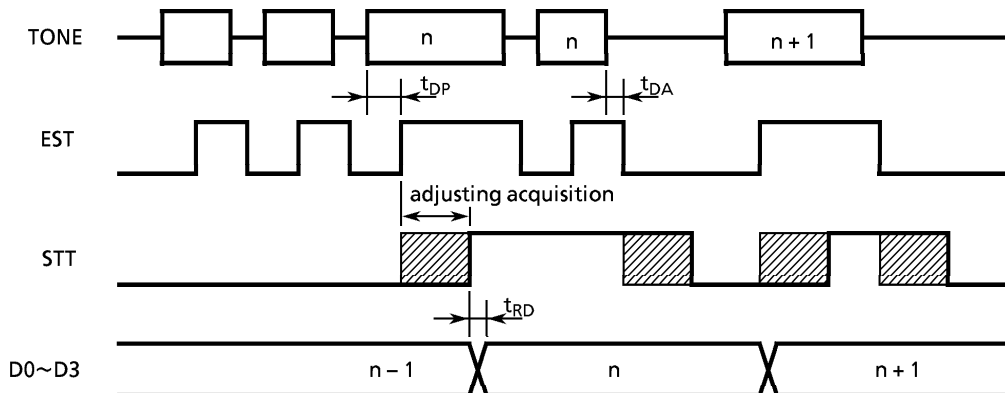 TONE n n n + 1
tDP tDA
EST
adjusting acquisition
STT
tRD
D0～D3 n – 1 n n + 1